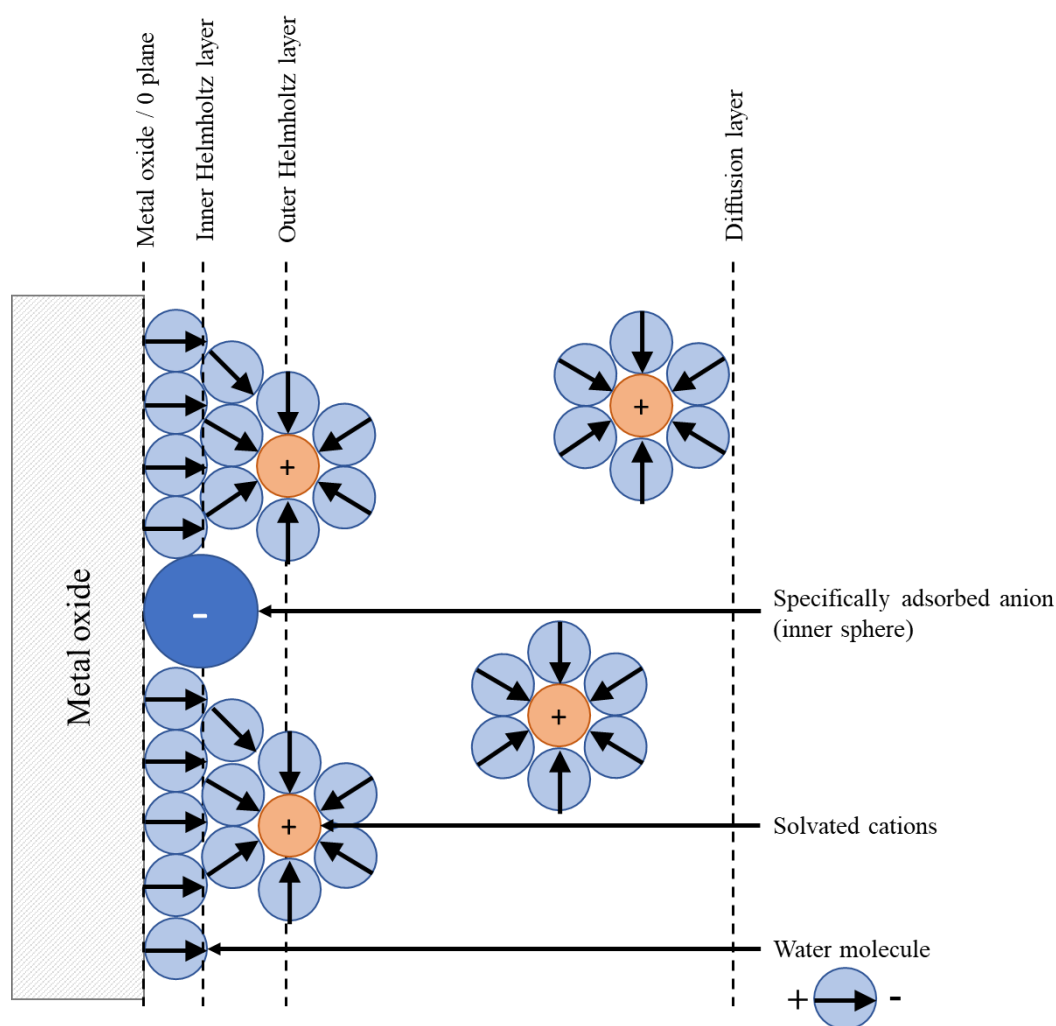 Metal oxide / 0 plane
Inner Helmholtz layer
Outer Helmholtz layer
Diffusion layer
+
+
Metal oxide
-
Specifically adsorbed anion
(inner sphere)
+
+
Solvated cations
Water molecule
+ -